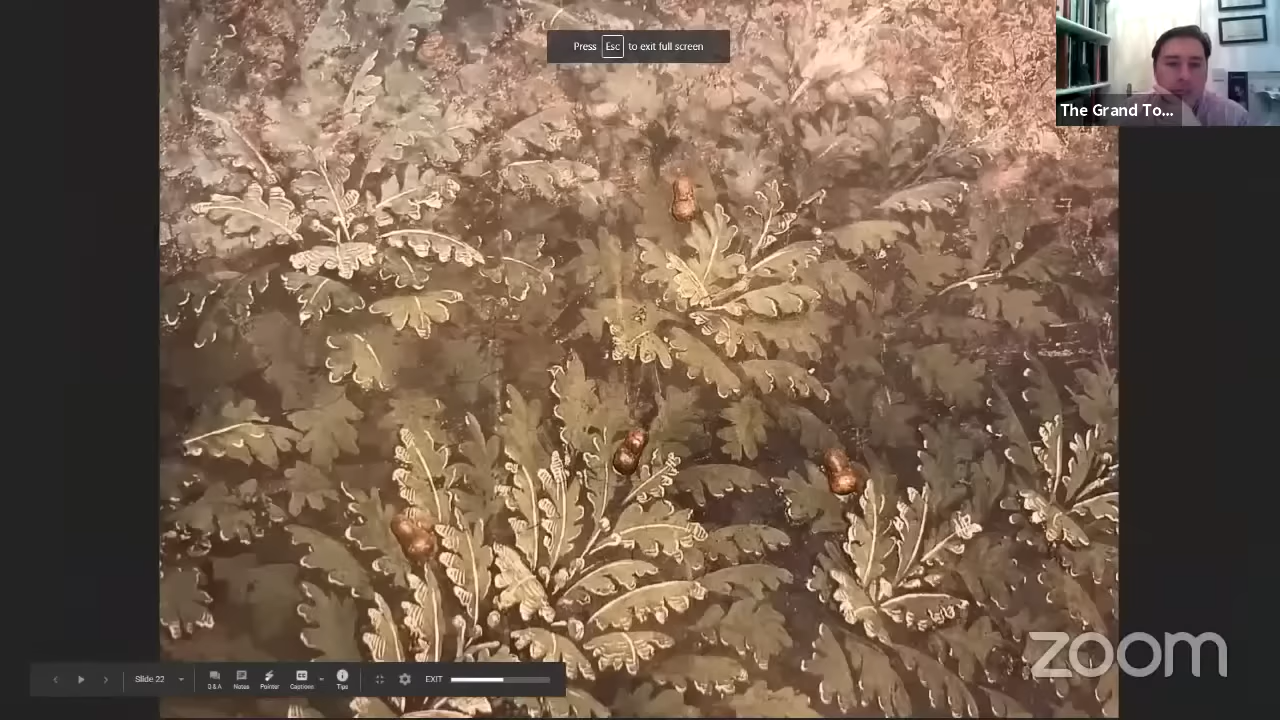 Press Esc to exit full screen
The Grand To...
zoom
Slide 22
Q & A
Notes
Pointer
Captions
Tips
EXIT